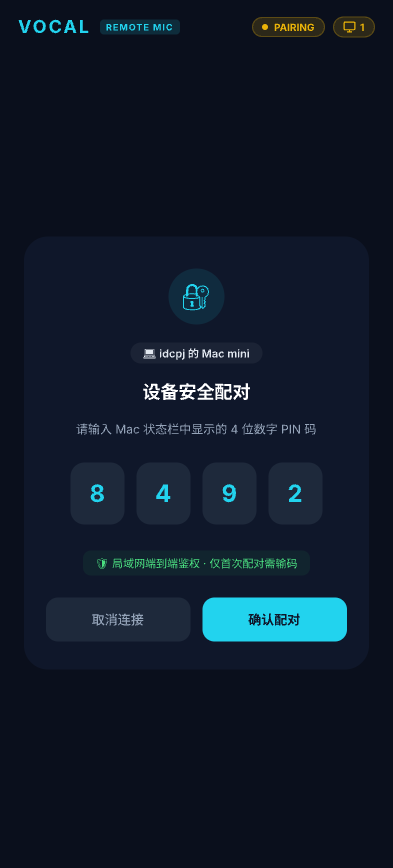 VOCAL REMOTE MIC PAIRING 1
idcpj 的 Mac mini
设备安全配对
请输入 Mac 状态栏中显示的 4 位数字 PIN 码
8 4 9 2
局域网端到端鉴权 · 仅首次配对需输码
取消连接 确认配对